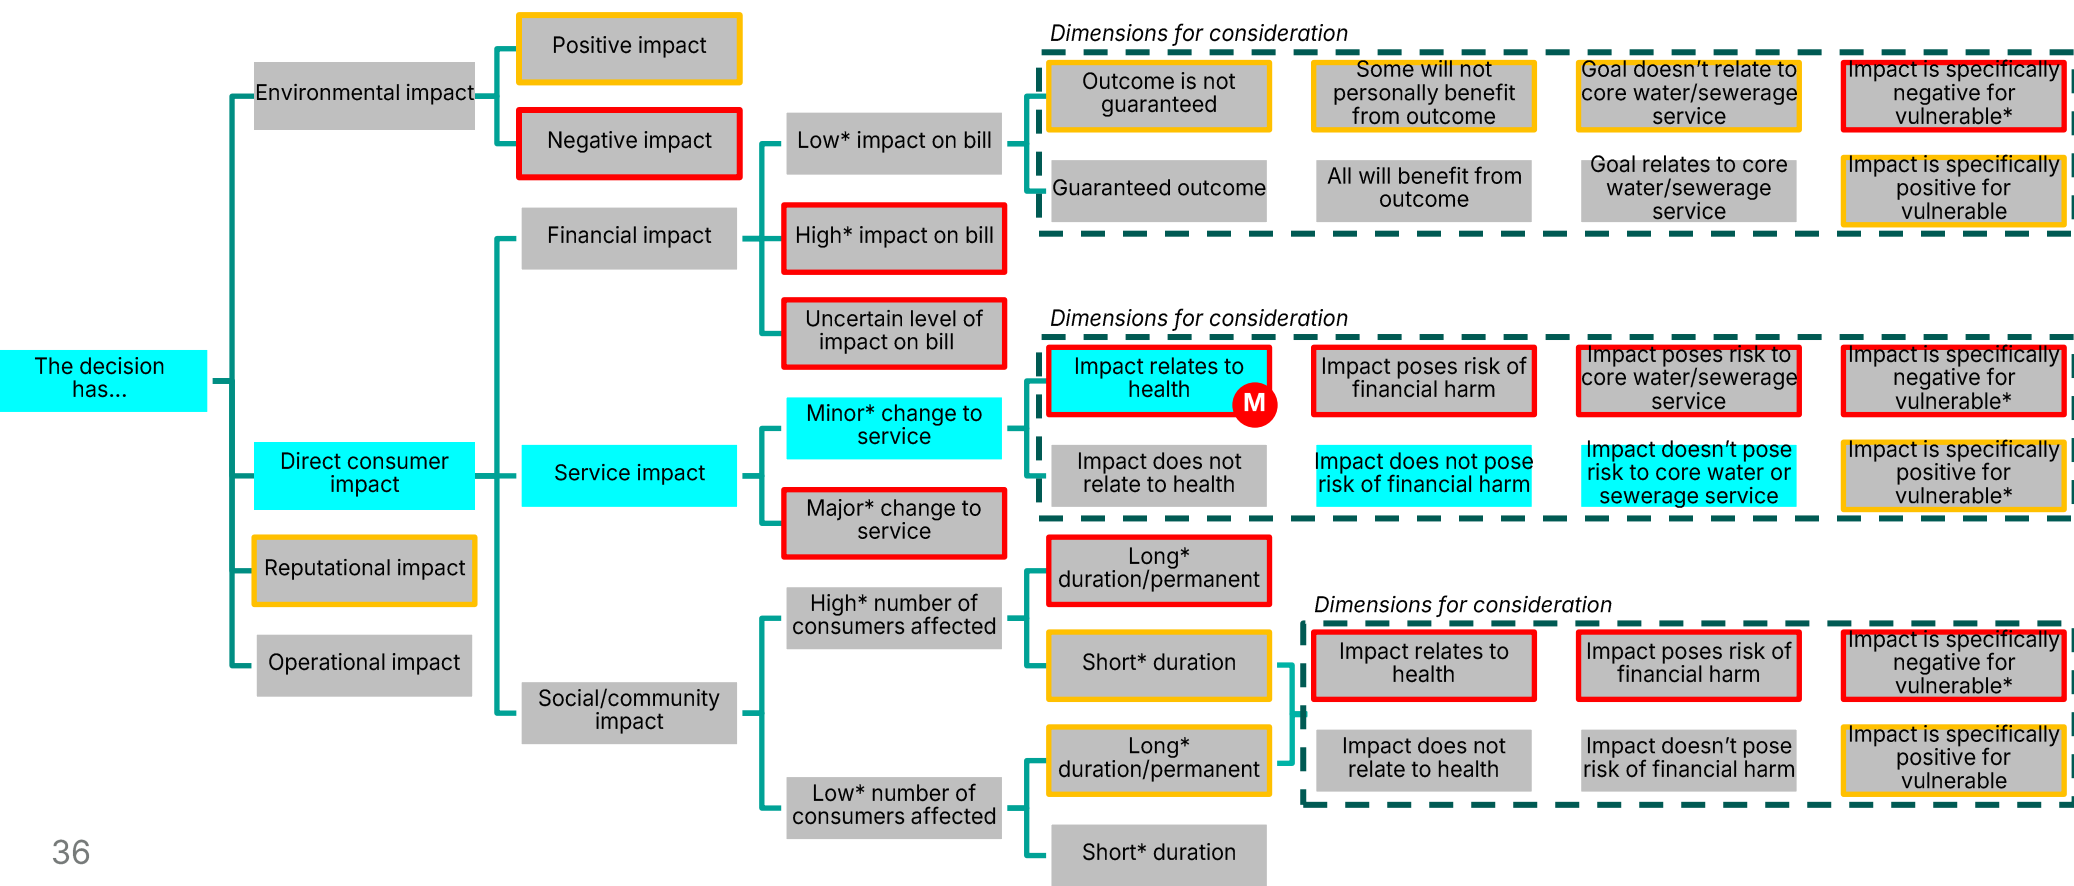 The decision
has...
Environmental impact
Direct consumer
impact
Reputational impact
Operational impact
Positive impact
Negative impact
Financial impact
Service impact
Social/community
impact
Low* impact on bill
High* impact on bill
Uncertain level of
impact on bill
Minor* change to
service
Major* change to
service
High* number of
consumers affected
Low* number of
consumers affected
Dimensions for consideration
Outcome is not
guaranteed
Some will not
personally benefit
from outcome
Goal doesn’t relate to
core water/sewerage
service
Impact is specifically
negative for
vulnerable*
Guaranteed outcome
All will benefit from
outcome
Goal relates to core
water/sewerage
service
Impact is specifically
positive for
vulnerable
Dimensions for consideration
Impact relates to
health
M
Impact poses risk of
financial harm
Impact poses risk to
core water/sewerage
service
Impact is specifically
negative for
vulnerable*
Impact does not
relate to health
Impact does not pose
risk of financial harm
Impact doesn’t pose
risk to core water or
sewerage service
Impact is specifically
positive for
vulnerable*
Long*
duration/permanent
Short* duration
Long*
duration/permanent
Short* duration
Dimensions for consideration
Impact relates to
health
Impact poses risk of
financial harm
Impact is specifically
negative for
vulnerable*
Impact does not
relate to health
Impact doesn’t pose
risk of financial harm
Impact is specifically
positive for
vulnerable
36